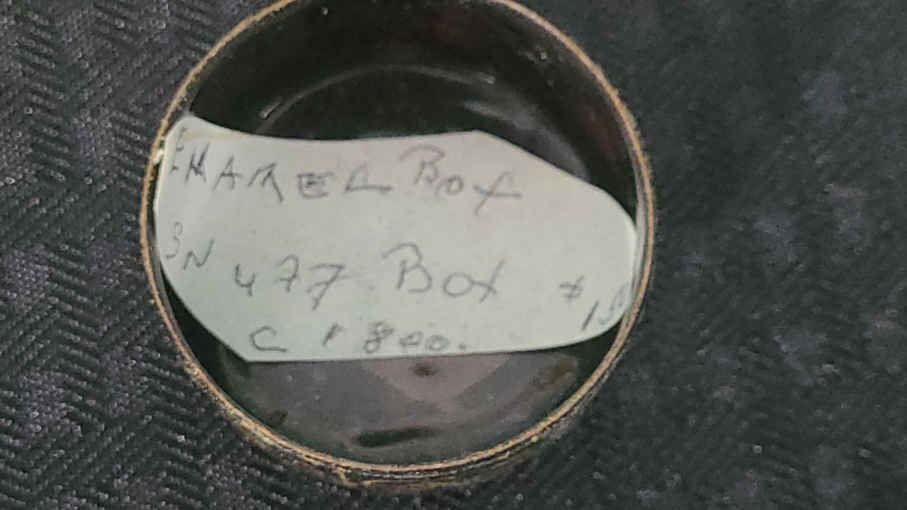 ENAMEL BOX
SN 477 BOX
C 1800.